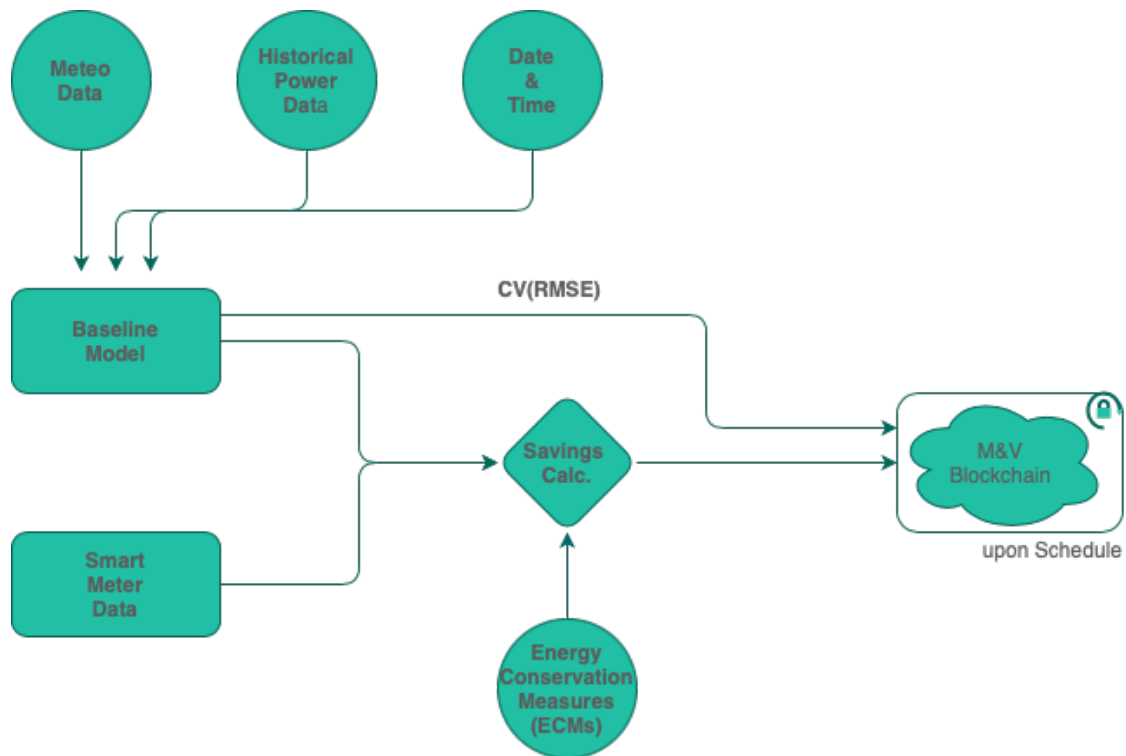 Meteo
Data
Historical
Power
Data
Date
&
Time
CV(RMSE)
Baseline
Model
Savings
Calc.
M&V
Blockchain
upon Schedule
Smart
Meter
Data
Energy
Conservation
Measures
(ECMs)